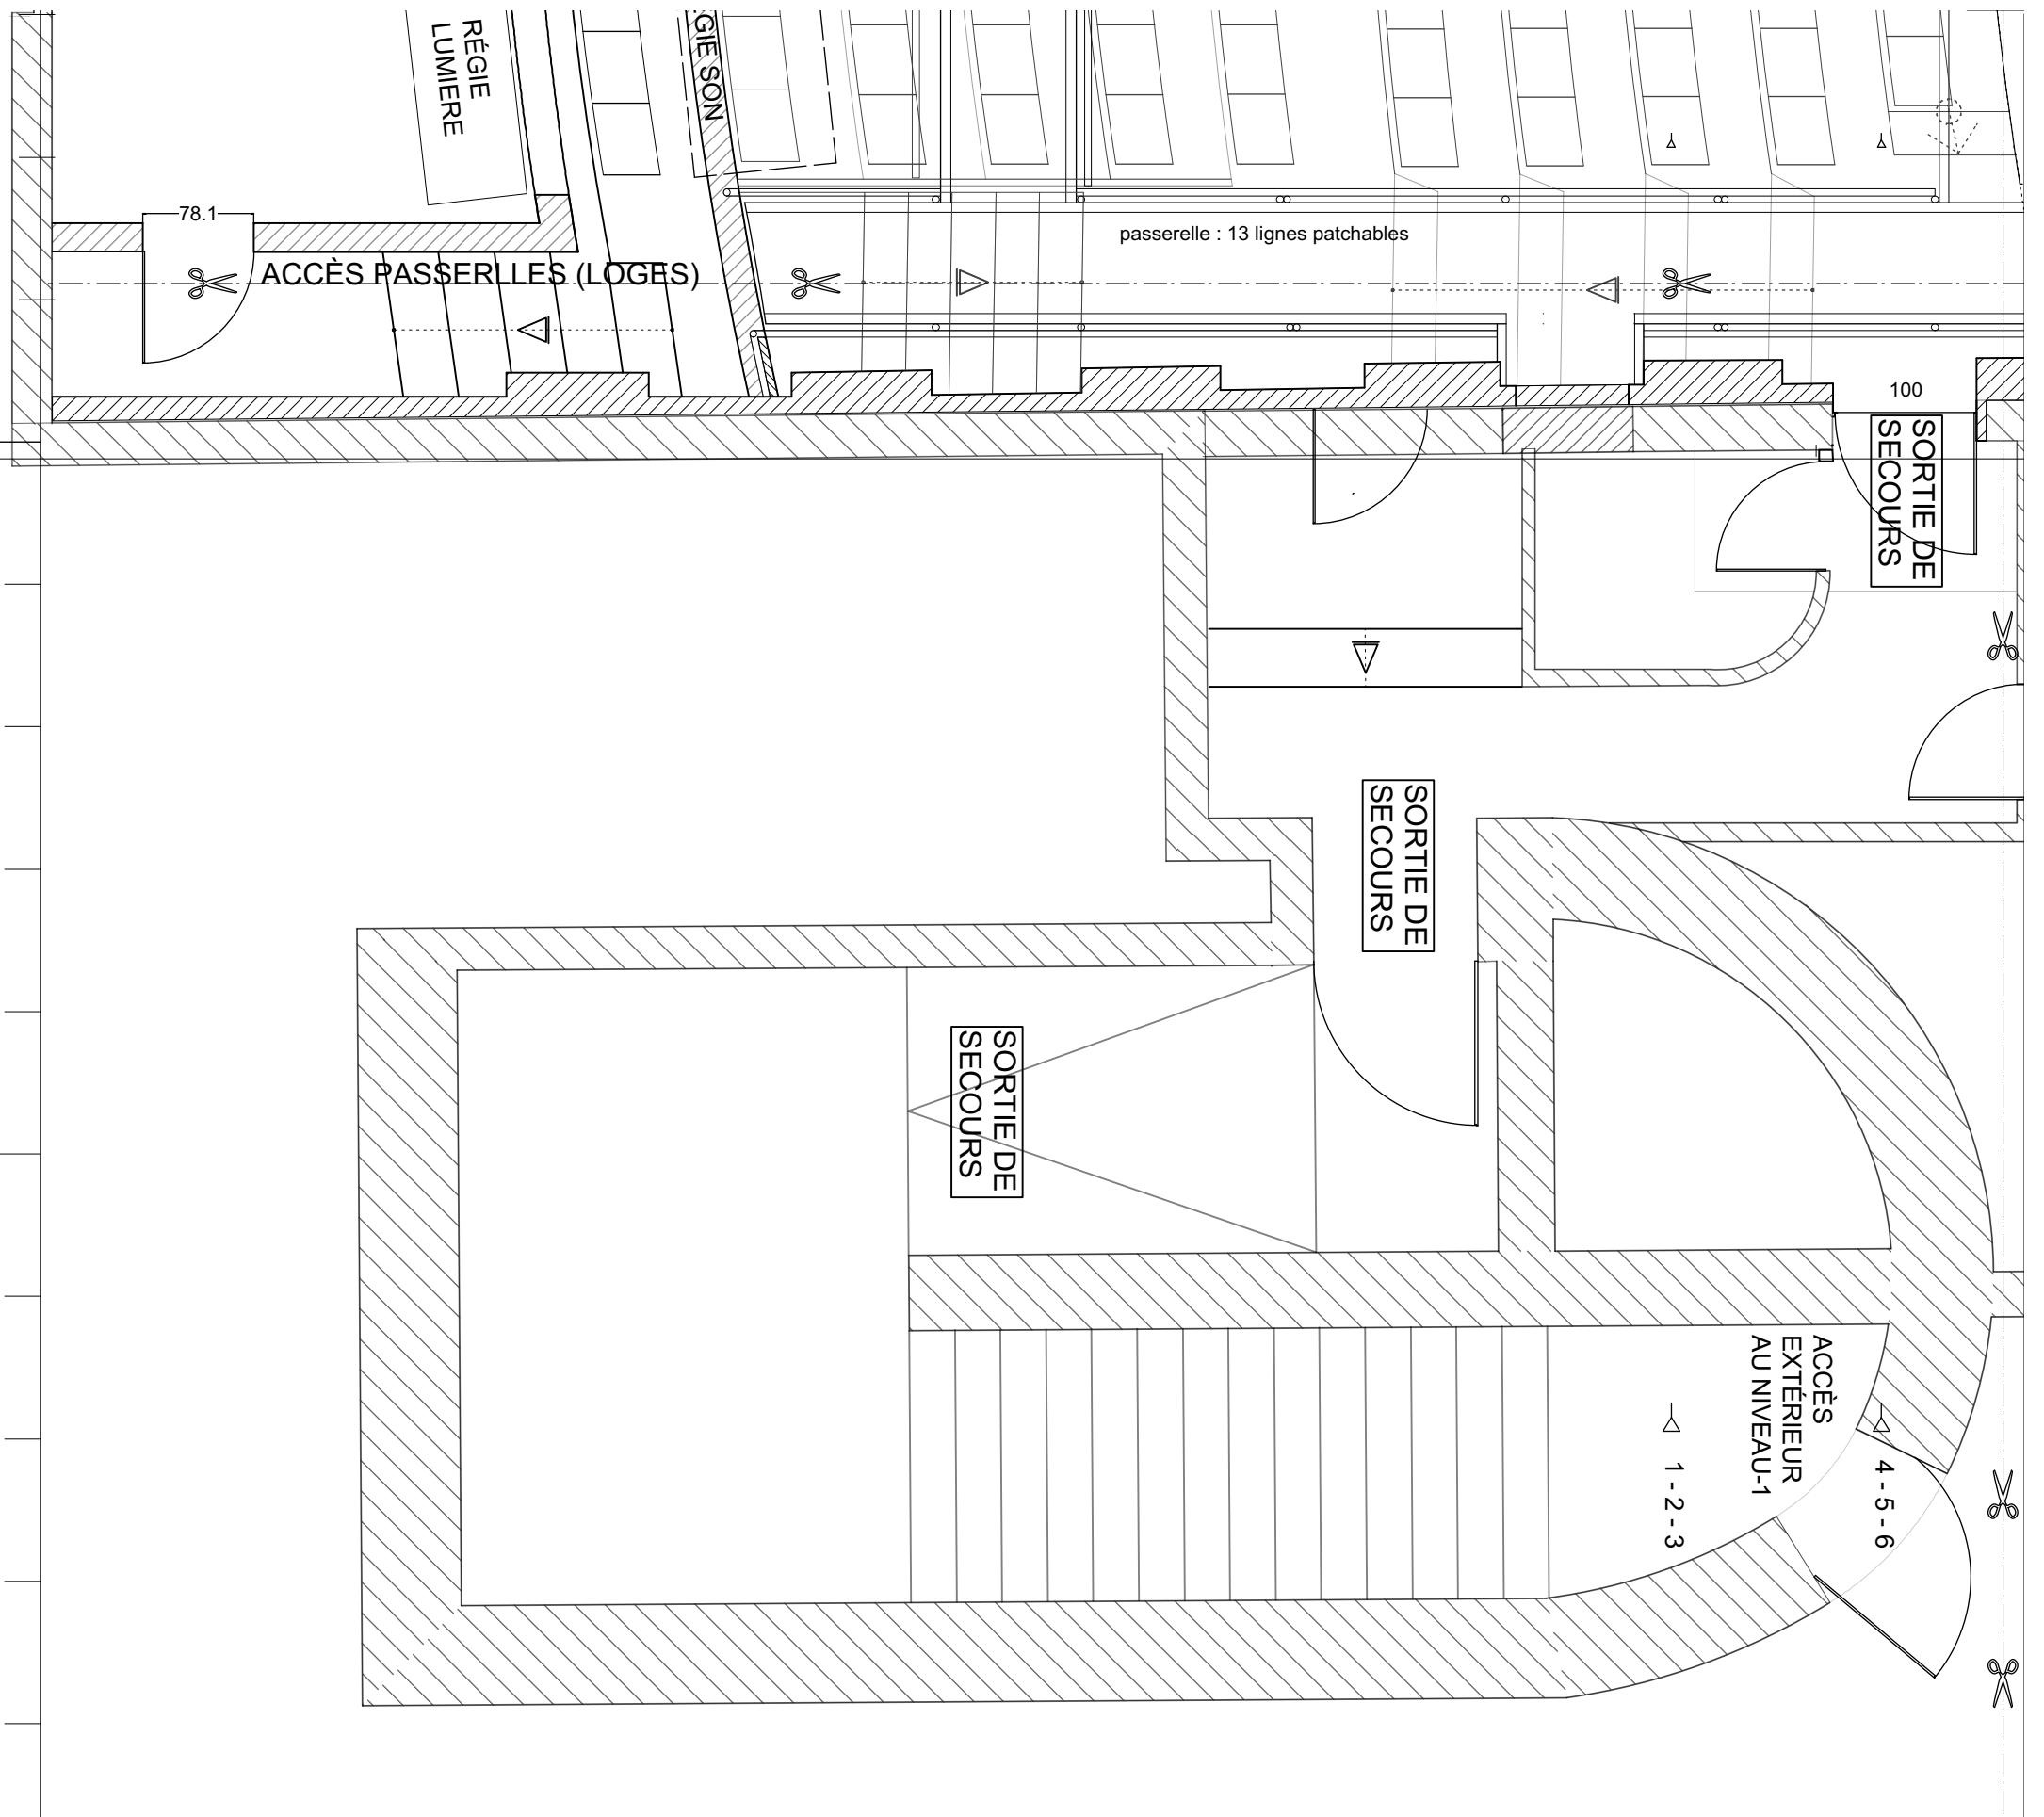 RÉGIE
LUMIERE
GIE SON
78.1
passerelle : 13 lignes patchables
ACCÈS PASSERLLES (LOGES)
100
SORTIE DE
SECOURS
SORTIE DE
SECOURS
SORTIE DE
SECOURS
ACCÈS
EXTÉRIEUR
AU NIVEAU-1
1 - 2 - 3
4 - 5 - 6